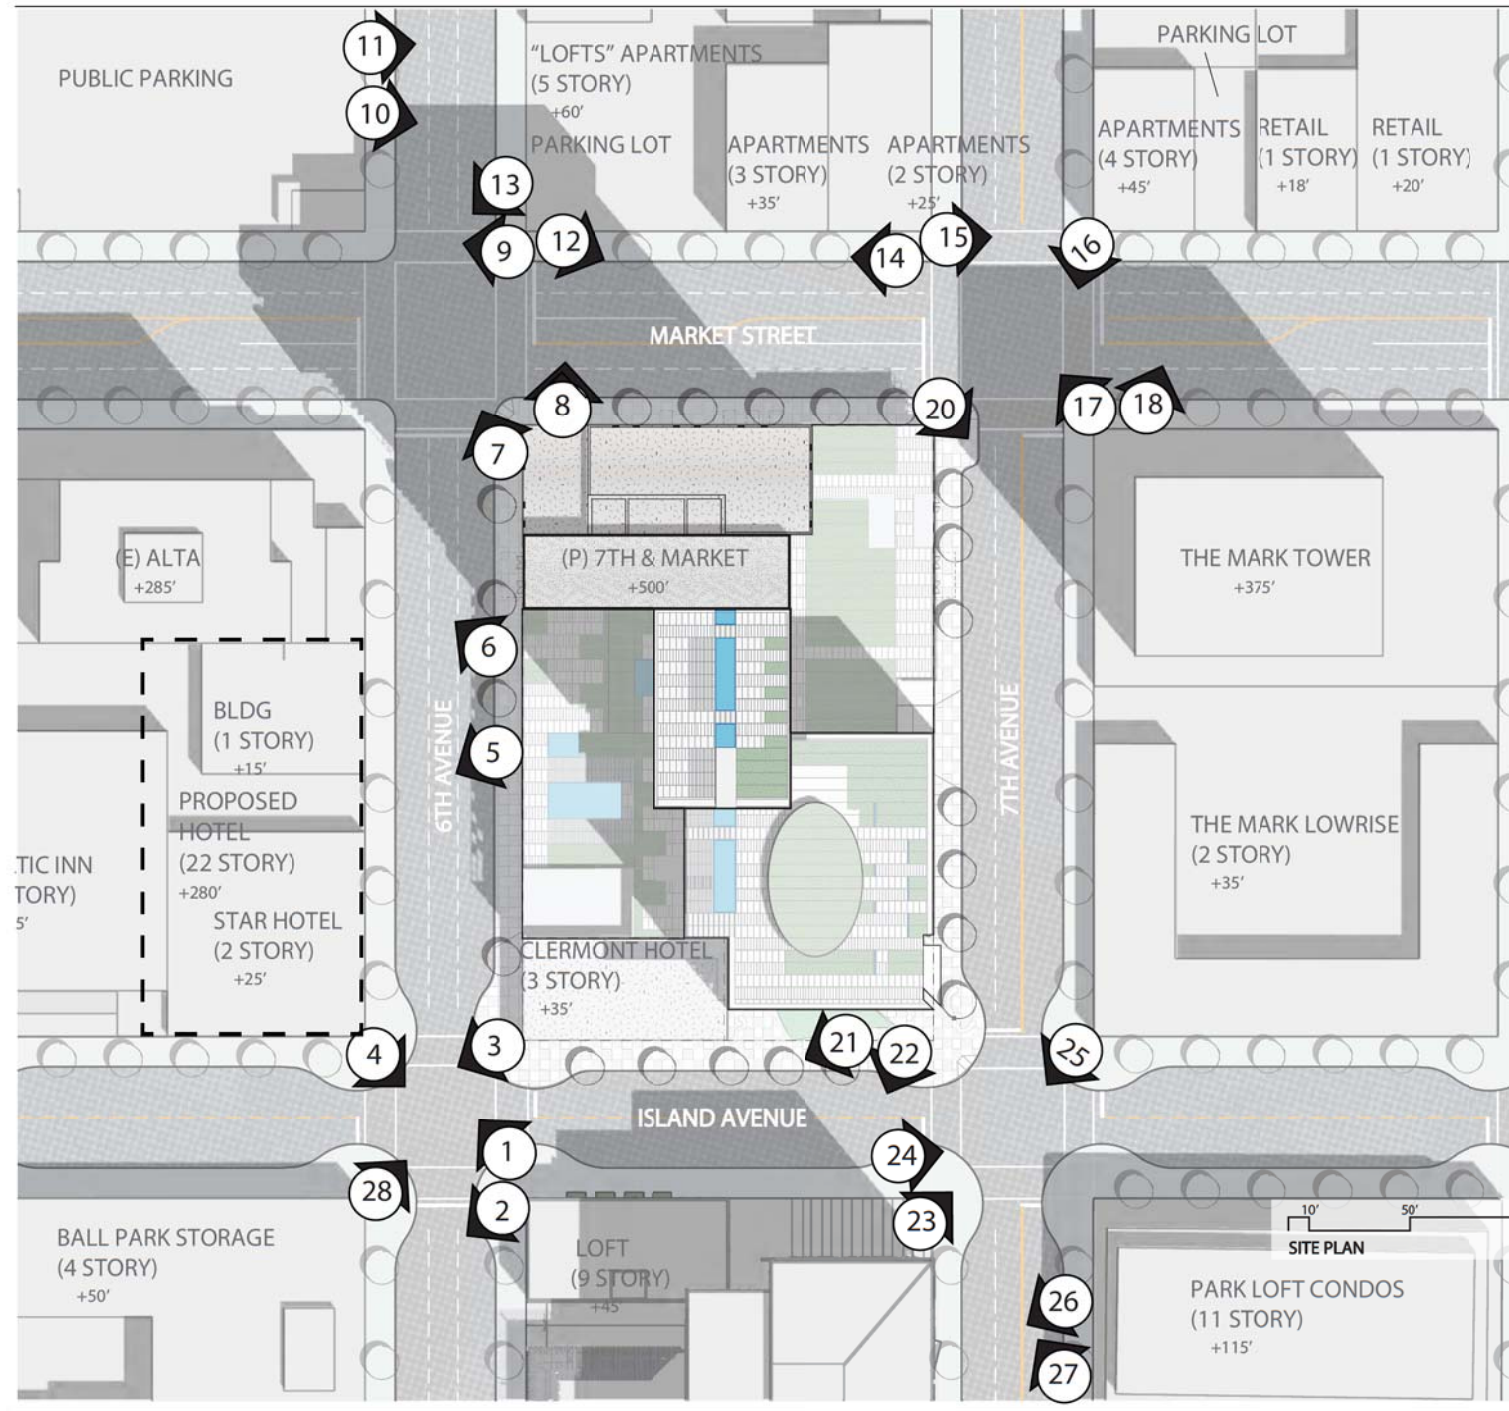 11
PUBLIC PARKING
10
"LOFTS" APARTMENTS
(5 STORY)
+60'
PARKING LOT
APARTMENTS
(3 STORY)
+35'
APARTMENTS
(2 STORY)
+25'
PARKING LOT
APARTMENTS
(4 STORY)
+45'
RETAIL
(1 STORY)
+18'
RETAIL
(1 STORY)
+20'
13
9
12
14
15
16
MARKET STREET
8
7
20
17
18
(E) ALTA
+285'
(P) 7TH & MARKET
+500'
THE MARK TOWER
+375'
6
5
6TH AVENUE
7TH AVENUE
BLDG
(1 STORY)
+15'
PROPOSED
HOTEL
(22 STORY)
+280'
TIC INN
TORY)
5'
STAR HOTEL
(2 STORY)
+25'
THE MARK LOWRISE
(2 STORY)
+35'
CLERMONT HOTEL
(3 STORY)
+35'
4
3
21
22
25
ISLAND AVENUE
1
24
28
2
23
BALL PARK STORAGE
(4 STORY)
+50'
LOFT
(9 STORY)
+45'
10'
50'
SITE PLAN
26
27
PARK LOFT CONDOS
(11 STORY)
+115'